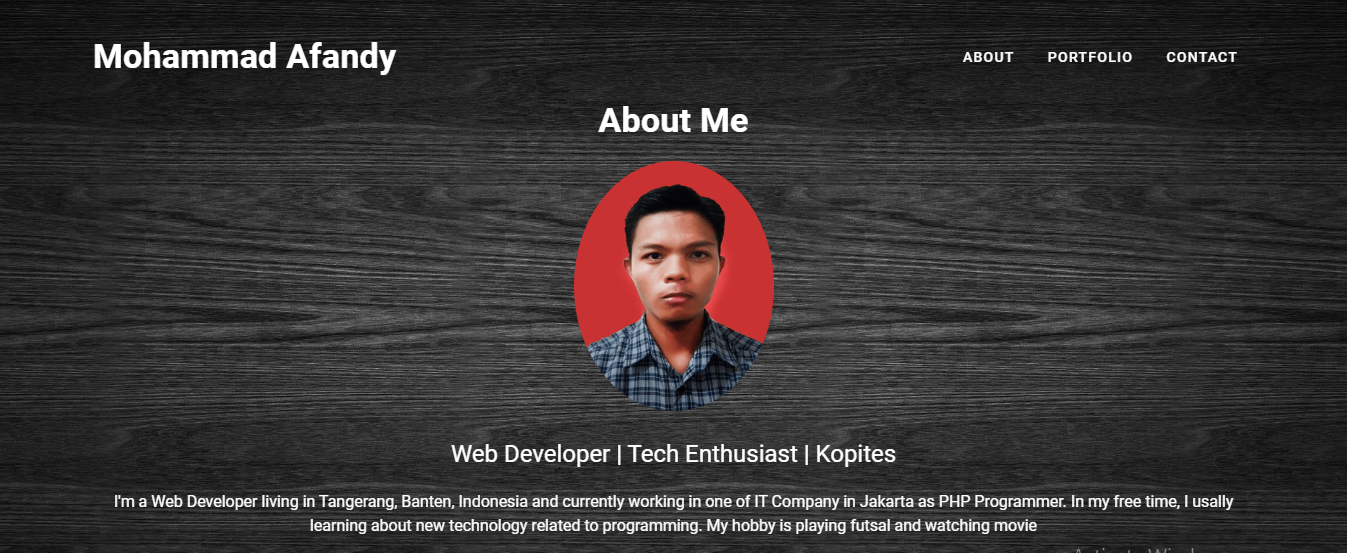 Mohammad Afandy
ABOUT PORTFOLIO CONTACT
About Me
Web Developer | Tech Enthusiast | Kopites
I'm a Web Developer living in Tangerang, Banten, Indonesia and currently working in one of IT Company in Jakarta as PHP Programmer. In my free time, I usally
learning about new technology related to programming. My hobby is playing futsal and watching movie